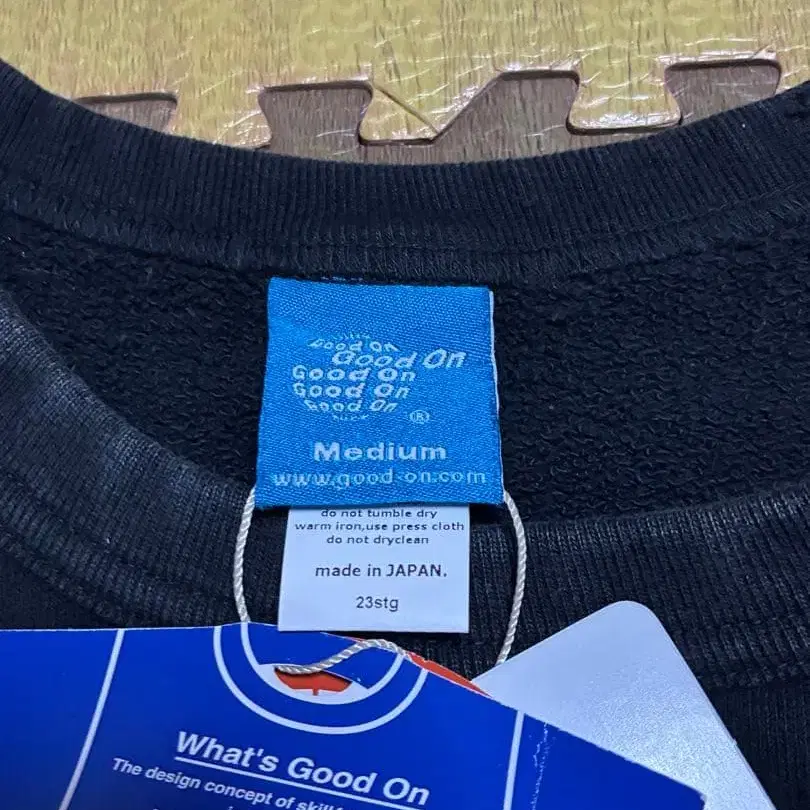 Good On
Good On
Good On
Good On
Good On
®
Medium
www.good-on.com
do not tumble dry
warm iron,use press cloth
do not dryclean
made in JAPAN.
23stg
What's Good On
The design concept of